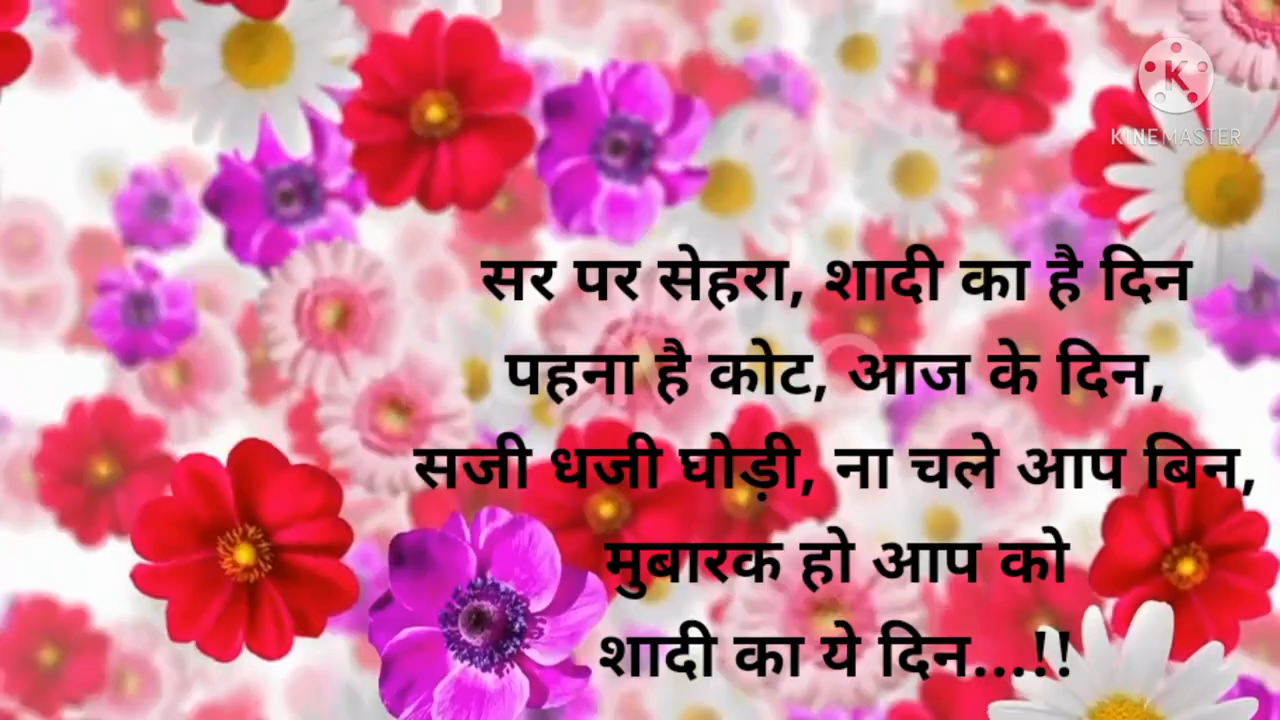 KINEMASTER
सर पर सेहरा, शादी का है दिन
पहना है कोट, आज के दिन,
सजी धजी घोड़ी, ना चले आप बिन,
मुबारक हो आप को
शादी का ये दिन...!!